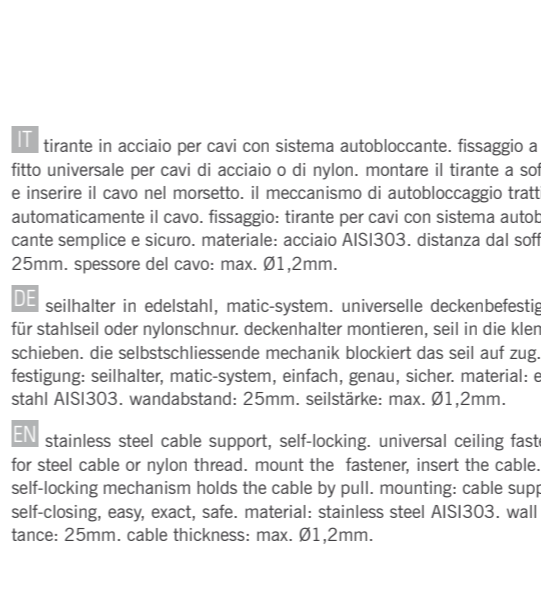 IT tirante in acciaio per cavi con sistema autobloccante. fissaggio a
fitto universale per cavi di acciaio o di nylon. montare il tirante a sof
e inserire il cavo nel morsetto. il meccanismo di autobloccaggio tratti
automaticamente il cavo. fissaggio: tirante per cavi con sistema autob
cante semplice e sicuro. materiale: acciaio AISI303. distanza dal soff
25mm. spessore del cavo: max. Ø1,2mm.
DE seilhalter in edelstahl, matic-system. universelle deckenbefestig
für stahlseil oder nylonschnur. deckenhalter montieren, seil in die klem
schieben. die selbstschliessende mechanik blockiert das seil auf zug.
festigung: seilhalter, matic-system, einfach, genau, sicher. material: e
stahl AISI303. wandabstand: 25mm. seilstärke: max. Ø1,2mm.
EN stainless steel cable support, self-locking. universal ceiling faste
for steel cable or nylon thread. mount the fastener, insert the cable.
self-locking mechanism holds the cable by pull. mounting: cable supp
self-closing, easy, exact, safe. material: stainless steel AISI303. wall
tance: 25mm. cable thickness: max. Ø1,2mm.